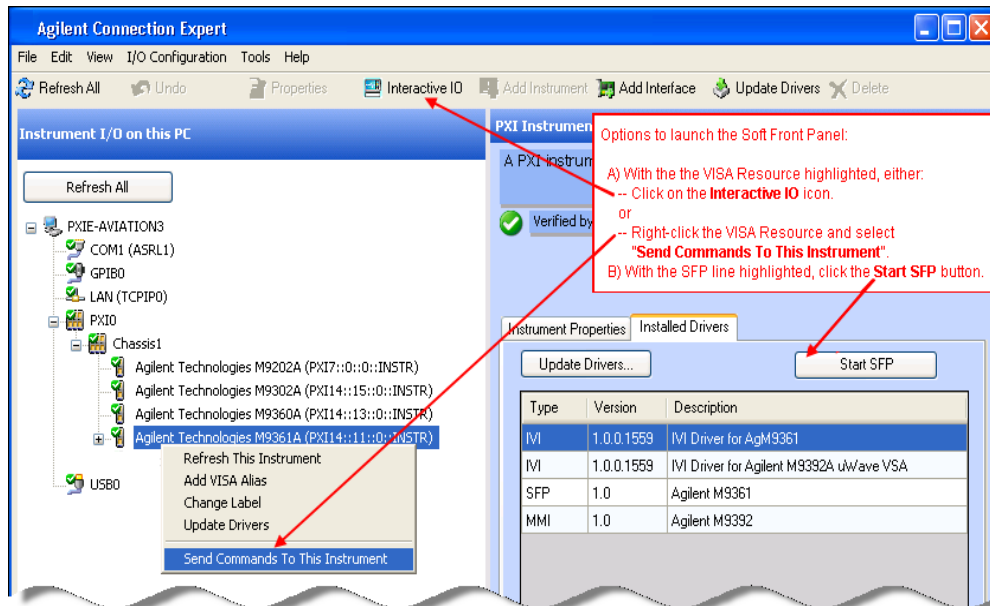 Agilent Connection Expert
File Edit View I/O Configuration Tools Help
Refresh All Undo Properties Interactive IO Add Instrument Add Interface Update Drivers Delete
Instrument I/O on this PC
Refresh All
PXIE-AVIATION3
COM1 (ASRL1)
GPIB0
LAN (TCPIP0)
PXI0
Chassis1
Agilent Technologies M9202A (PXI7::0::0::INSTR)
Agilent Technologies M9302A (PXI14::15::0::INSTR)
Agilent Technologies M9360A (PXI14::13::0::INSTR)
Agilent Technologies M9361A (PXI14::11::0::INSTR)
USB0
Refresh This Instrument
Add VISA Alias
Change Label
Update Drivers
Send Commands To This Instrument
PXI Instrumen
A PXI instrum
Verified by
Options to launch the Soft Front Panel:
A) With the the VISA Resource highlighted, either:
-- Click on the Interactive IO icon.
or
-- Right-click the VISA Resource and select
"Send Commands To This Instrument".
B) With the SFP line highlighted, click the Start SFP button.
Instrument Properties Installed Drivers
Update Drivers... Start SFP
Type Version Description
IVI 1.0.0.1559 IVI Driver for AgM9361
IVI 1.0.0.1559 IVI Driver for Agilent M9392A uWave VSA
SFP 1.0 Agilent M9361
MMI 1.0 Agilent M9392